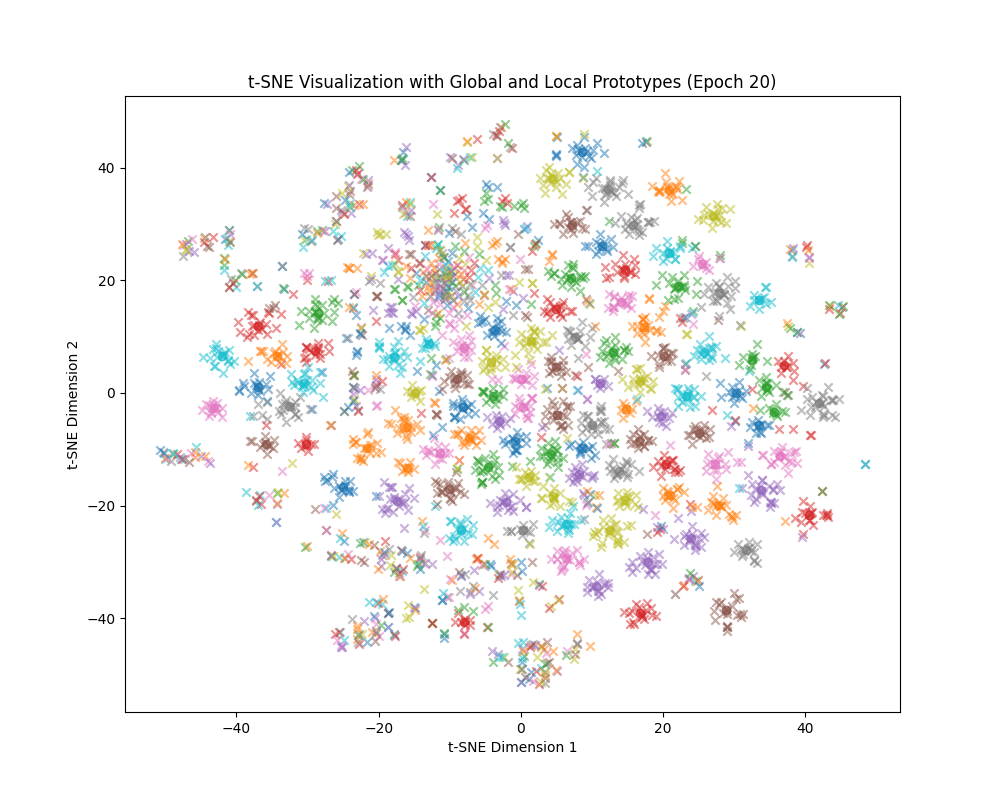 t-SNE Visualization with Global and Local Prototypes (Epoch 20)
40
20
0
−20
−40
t-SNE Dimension 2
−40 −20 0 20 40
t-SNE Dimension 1